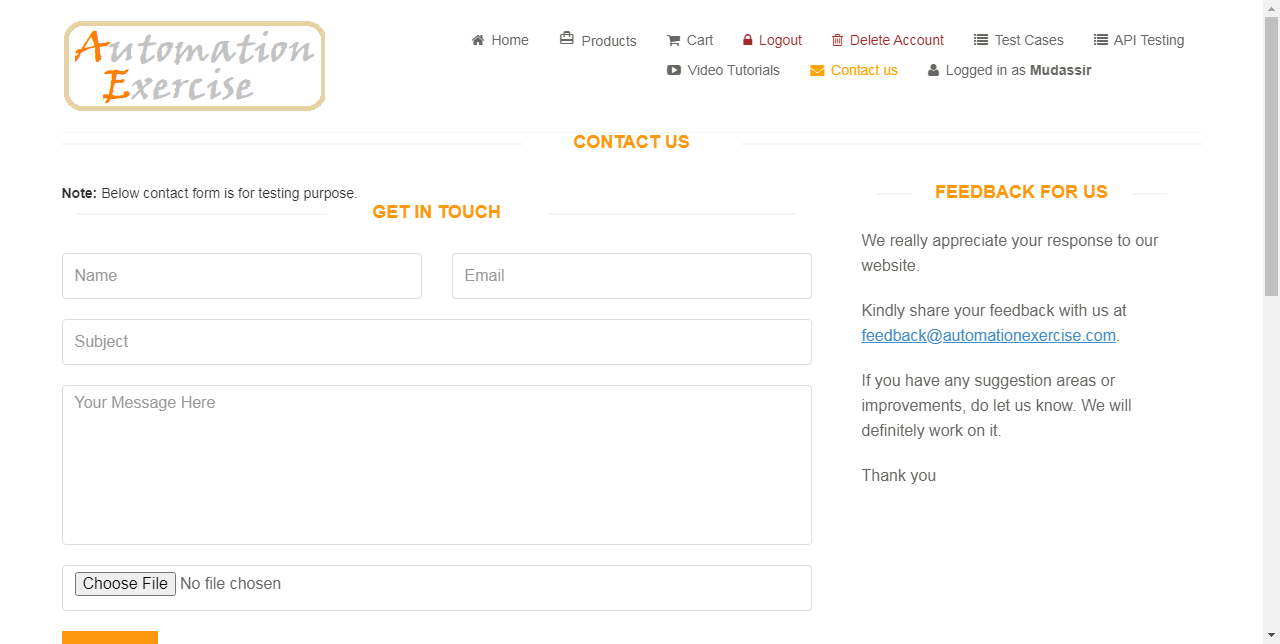 Automation
Exercise
Home Products Cart Logout Delete Account Test Cases API Testing
Video Tutorials Contact us Logged in as Mudassir
CONTACT US
Note: Below contact form is for testing purpose.
GET IN TOUCH
Name
Email
Subject
Your Message Here
Choose File No file chosen
FEEDBACK FOR US
We really appreciate your response to our
website.
Kindly share your feedback with us at
feedback@automationexercise.com.
If you have any suggestion areas or
improvements, do let us know. We will
definitely work on it.
Thank you